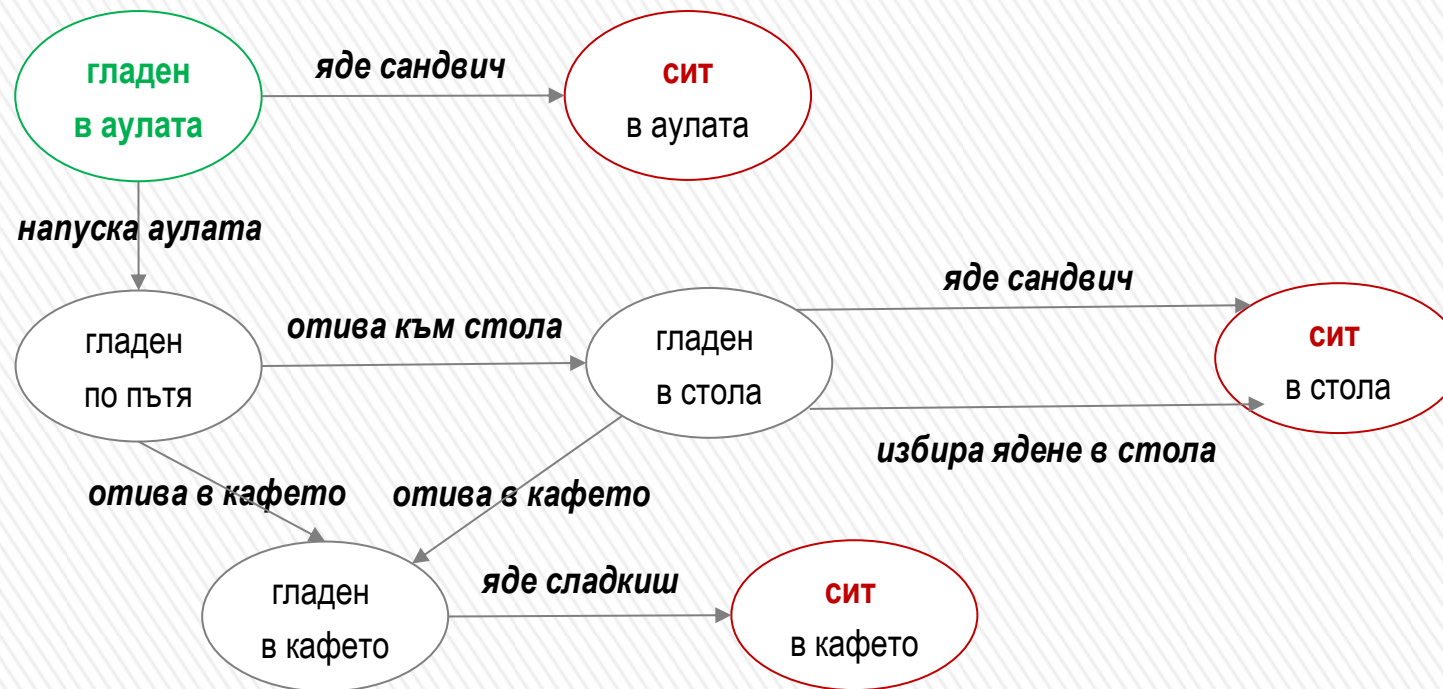 гладен
в аулата
яде сандвич
сит
в аулата
напуска аулата
гладен
по пътя
отива към стола
гладен
в стола
яде сандвич
сит
в стола
избира ядене в стола
отива в кафето
отива в кафето
гладен
в кафето
яде сладкиш
сит
в кафето